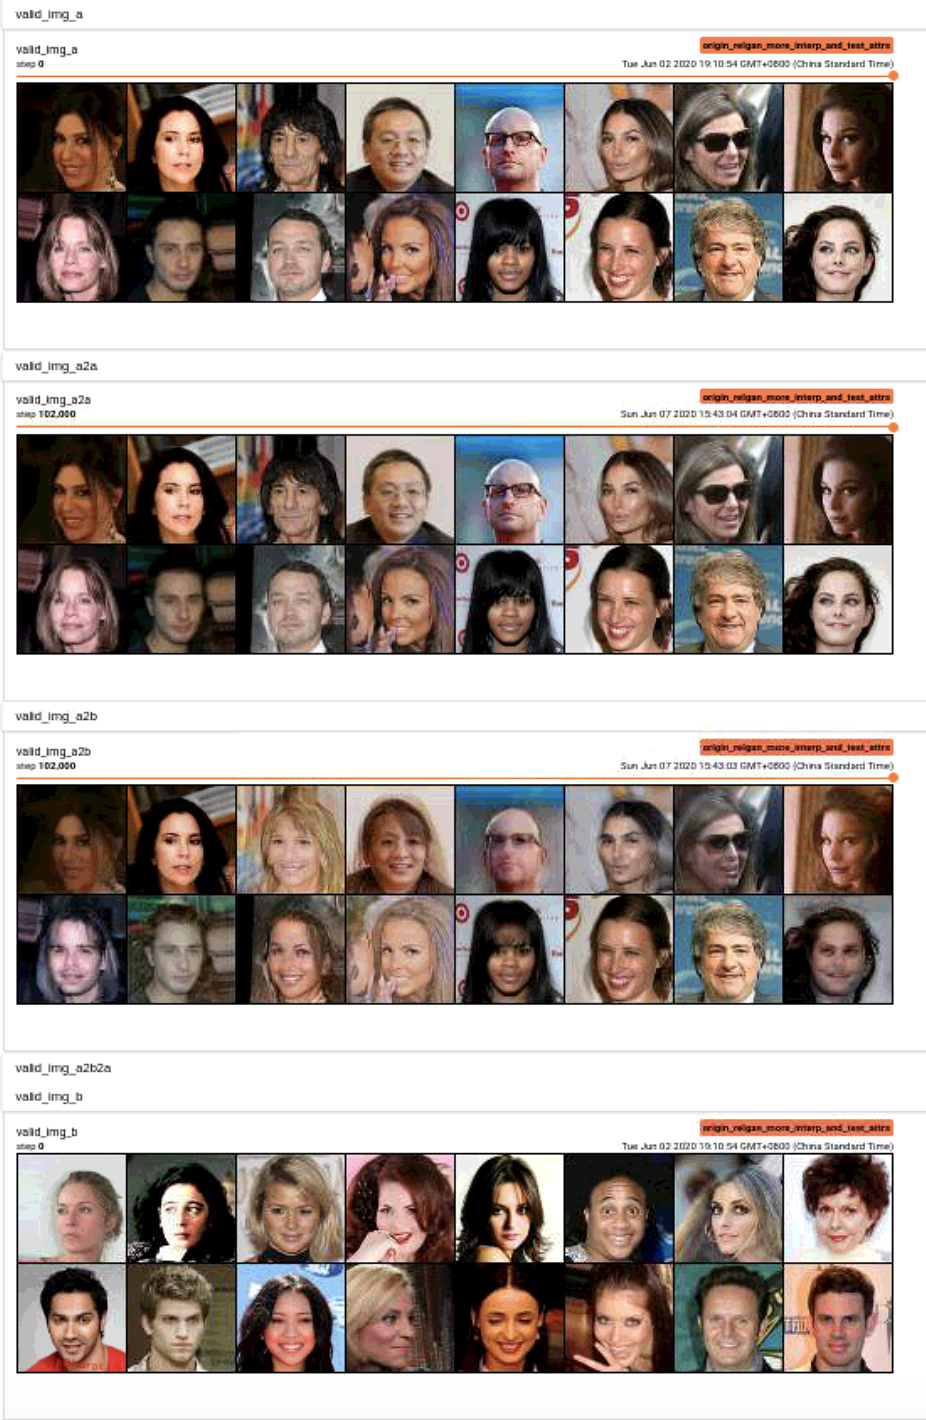 valid_img_a
valid_img_a
origin_relgan_more_interp_and_test_attrs
step 0
Tue Jun 02 2020 19:10:54 GMT+0800 (China Standard Time)
valid_img_a2a
valid_img_a2a
origin_relgan_more_interp_and_test_attrs
step 102,000
Sun Jun 07 2020 15:43:04 GMT+0800 (China Standard Time)
valid_img_a2b
valid_img_a2b
origin_relgan_more_interp_and_test_attrs
step 102,000
Sun Jun 07 2020 15:43:03 GMT+0800 (China Standard Time)
valid_img_a2b2a
valid_img_b
valid_img_b
origin_relgan_more_interp_and_test_attrs
step 0
Tue Jun 02 2020 19:10:54 GMT+0800 (China Standard Time)